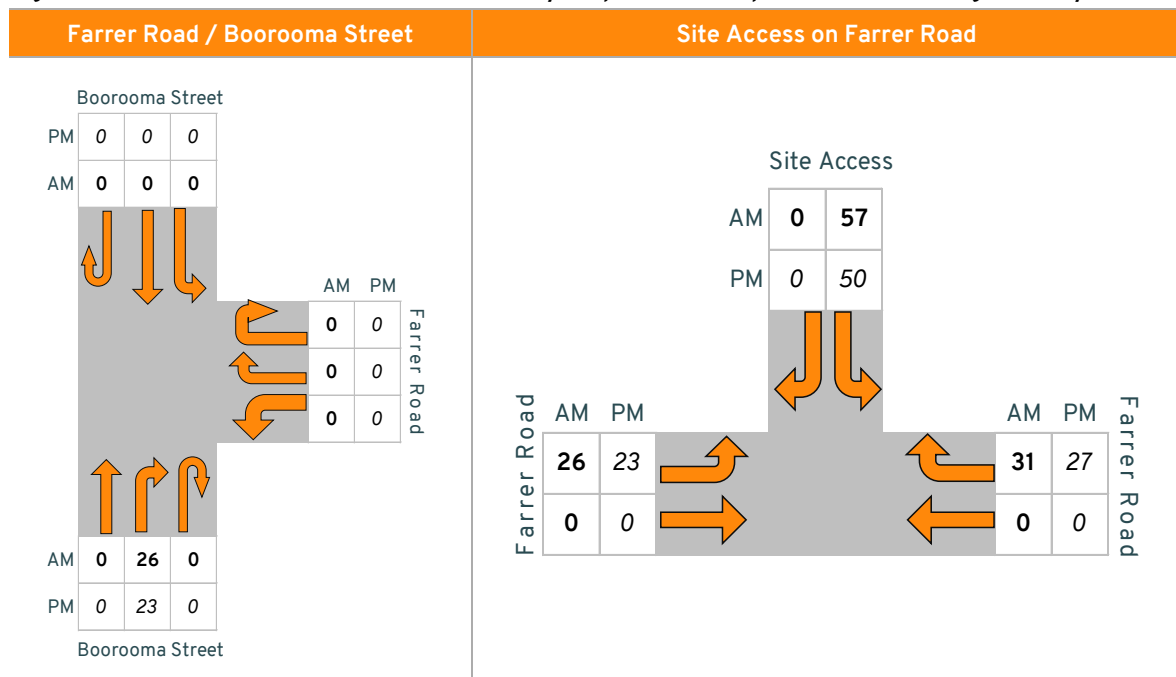 Farrer Road / Boorooma Street
Site Access on Farrer Road
Boorooma Street
PM 0 0 0
AM 0 0 0
AM PM
0 0
0 0
0 0
Farrer Road
AM 0 26 0
PM 0 23 0
Boorooma Street
Site Access
AM 0 57
PM 0 50
Farrer Road
AM PM
26 23
0 0
AM PM
31 27
0 0
Farrer Road